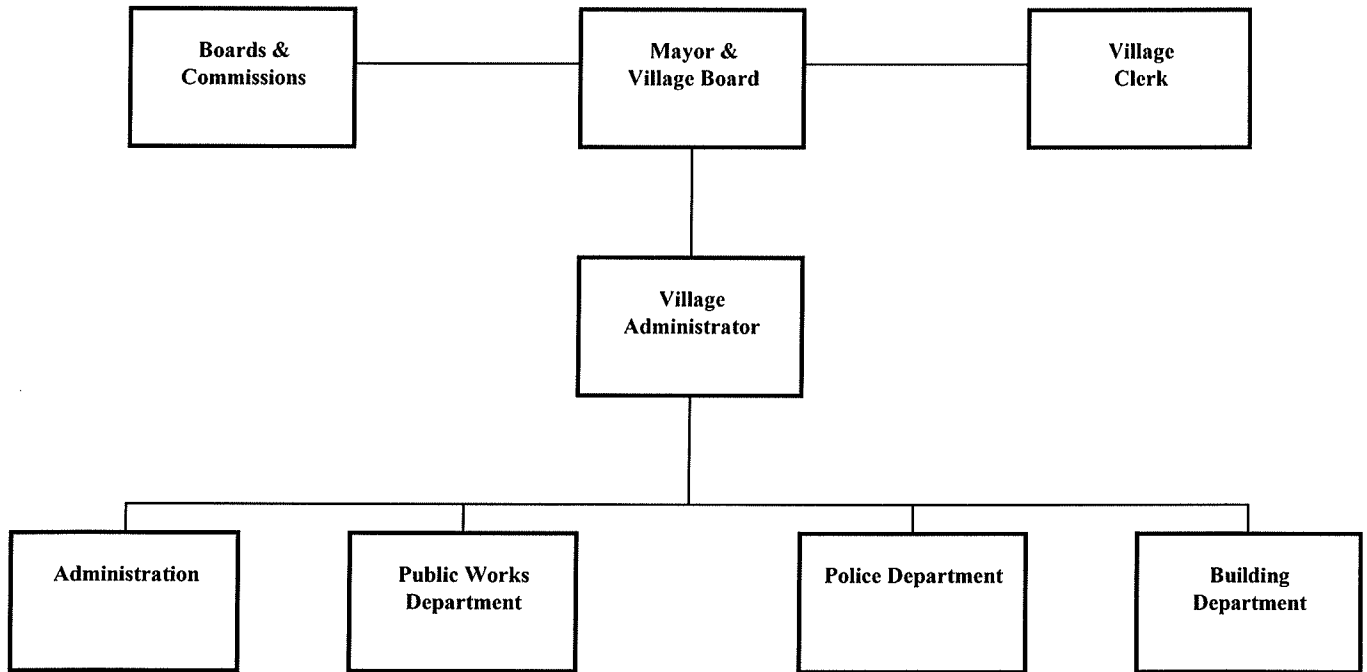 Boards &
Commissions
Mayor &
Village Board
Village
Clerk
Village
Administrator
Administration
Public Works
Department
Police Department
Building
Department